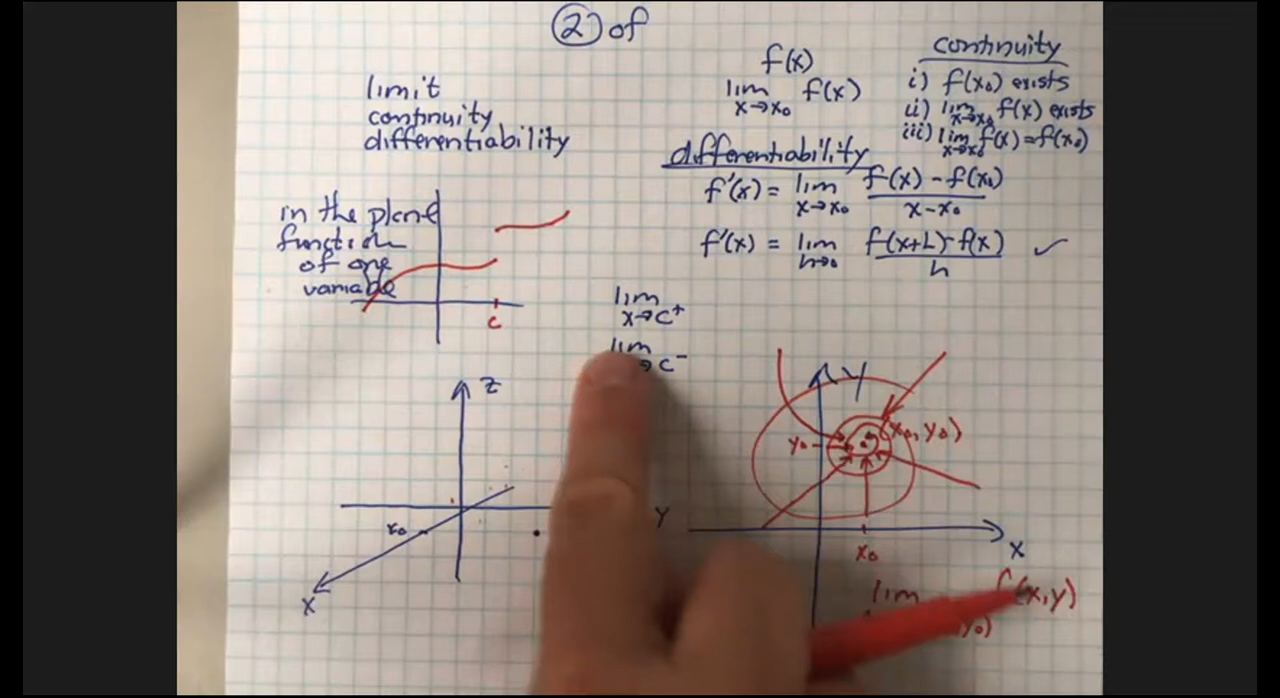 ② of
limit
continuity
differentiability
f(x)
lim f(x)
x→x₀
continuity
i) f(x₀) exists
ii) lim f(x) exists
x→x₀
iii) lim f(x)=f(x₀)
x→x₀
differentiability
f'(x) = lim f(x) - f(x₀)
x→x₀ x-x₀
f'(x) = lim f(x+h)-f(x) ✓
h→0 h
in the plane
function
of one
variable
c
lim
x→c⁺
lim
→c⁻
z
x₀
x
Y
Y
y₀
(x₀, y₀)
x₀
x
lim f(x,y)
y₀)